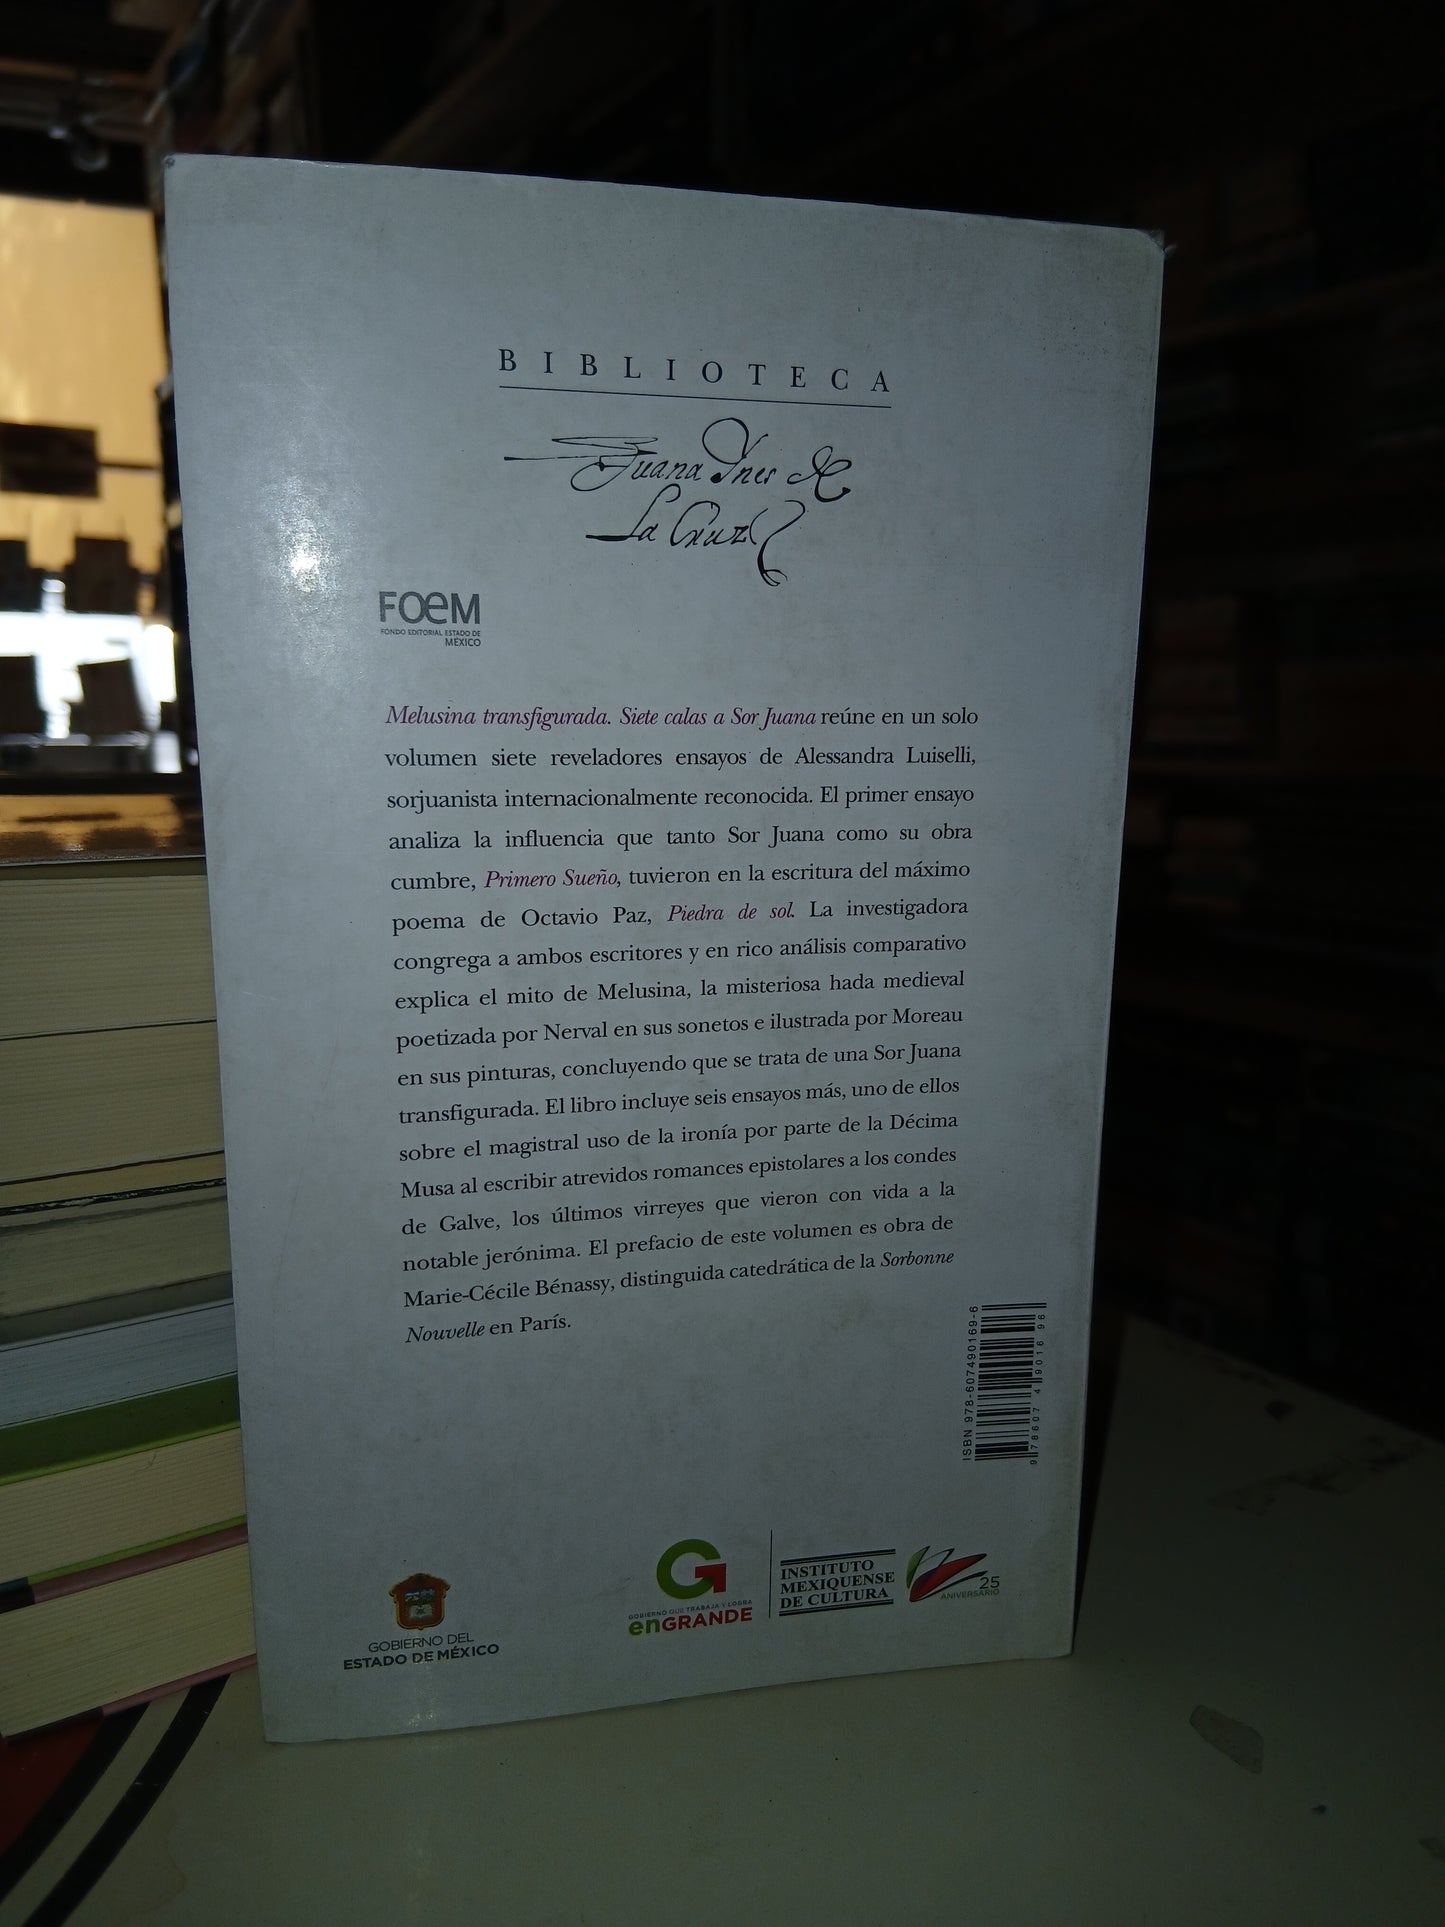 BIBLIOTECA
Juana Ines de
La Cruz
FOEM
FONDO EDITORIAL ESTADO DE
MÉXICO
Melusina transfigurada. Siete calas a Sor Juana reúne en un solo
volumen siete reveladores ensayos de Alessandra Luiselli,
sorjuanista internacionalmente reconocida. El primer ensayo
analiza la influencia que tanto Sor Juana como su obra
cumbre, Primero Sueño, tuvieron en la escritura del máximo
poema de Octavio Paz, Piedra de sol. La investigadora
congrega a ambos escritores y en rico análisis comparativo
explica el mito de Melusina, la misteriosa hada medieval
poetizada por Nerval en sus sonetos e ilustrada por Moreau
en sus pinturas, concluyendo que se trata de una Sor Juana
transfigurada. El libro incluye seis ensayos más, uno de ellos
sobre el magistral uso de la ironía por parte de la Décima
Musa al escribir atrevidos romances epistolares a los condes
de Galve, los últimos virreyes que vieron con vida a la
notable jerónima. El prefacio de este volumen es obra de
Marie-Cécile Bénassy, distinguida catedrática de la Sorbonne
Nouvelle en París.
ISBN 978-607490169-6
9 786074 901696
GOBIERNO DEL
ESTADO DE MÉXICO
GOBIERNO QUE TRABAJA Y LOGRA
enGRANDE
INSTITUTO
MEXIQUENSE
DE CULTURA
25
ANIVERSARIO